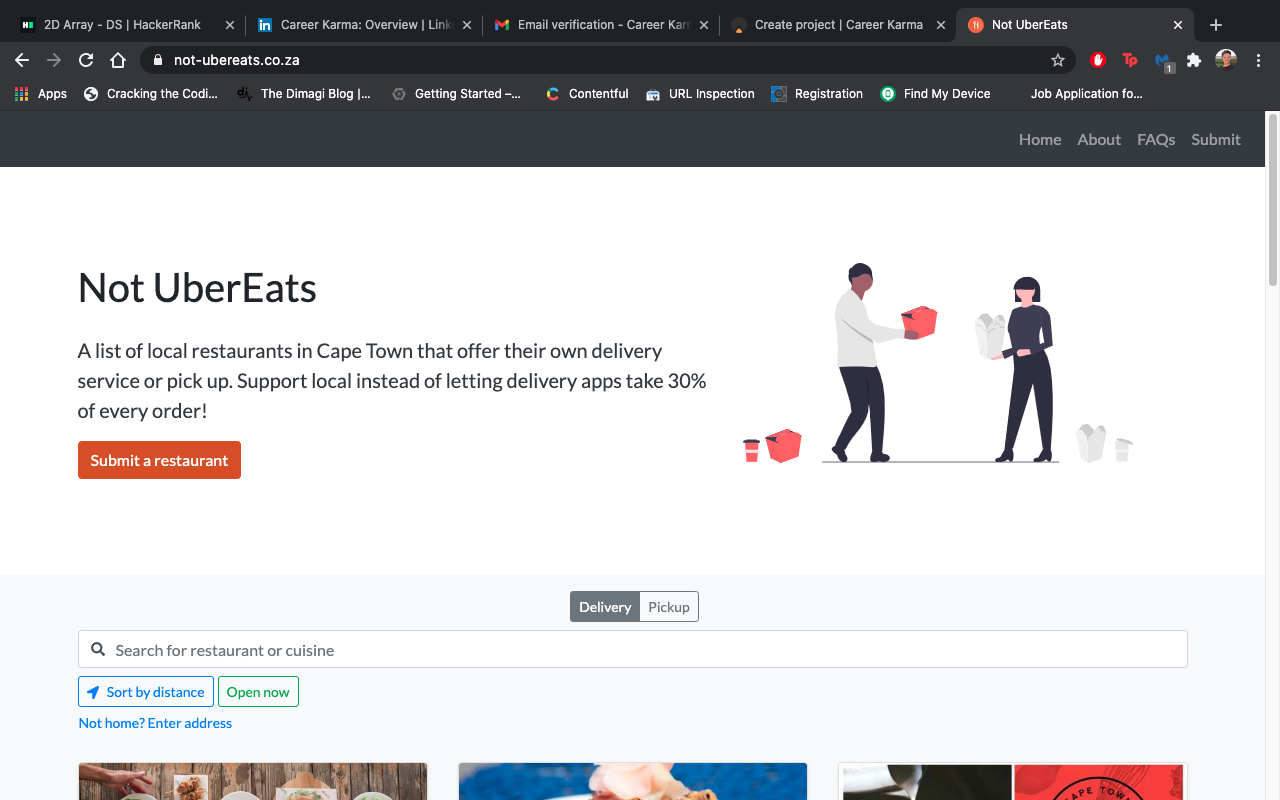 2D Array - DS | HackerRank
Career Karma: Overview | Link
Email verification - Career Karm
Create project | Career Karma
Not UberEats
not-ubereats.co.za
1
Apps
Cracking the Codi...
The Dimagi Blog |...
Getting Started –...
Contentful
URL Inspection
Registration
Find My Device
Job Application fo...
Home About FAQs Submit
Not UberEats
A list of local restaurants in Cape Town that offer their own delivery
service or pick up. Support local instead of letting delivery apps take 30%
of every order!
Submit a restaurant
Delivery Pickup
Search for restaurant or cuisine
Sort by distance Open now
Not home? Enter address
CAPE TOWN